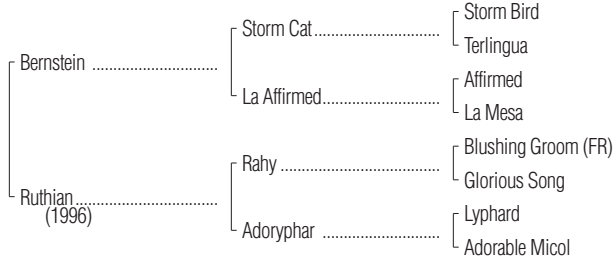 Storm Bird
Storm Cat..............................
Terlingua
Bernstein ..............................
Affirmed
La Affirmed............................
La Mesa
Blushing Groom (FR)
Rahy ......................................
Glorious Song
Ruthian..................................
(1996)
Lyphard
Adoryphar ............................
Adorable Micol